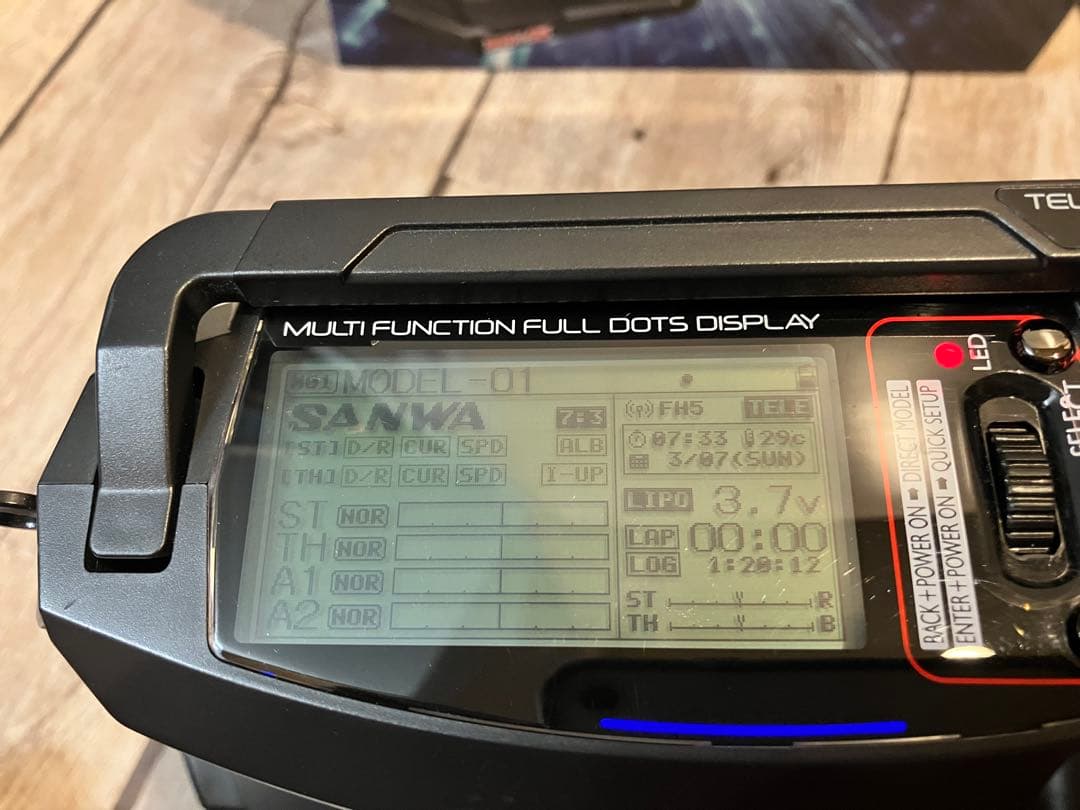 TEL
MULTI FUNCTION FULL DOTS DISPLAY
MODEL-01
SANWA 7:3
FH5 TELE
[ST] D/R CUR SPD ALB
07:33 29c
3/07(SUN)
[TH] D/R CUR SPD I-UP
LIPO 3.7v
ST NOR
TH NOR
A1 NOR
A2 NOR
LAP 00:00
LOG 1:20:12
ST R
TH B
LED
SELECT
BACK+POWER ON ➡ DIRECT MODEL
ENTER+POWER ON ➡ QUICK SETUP